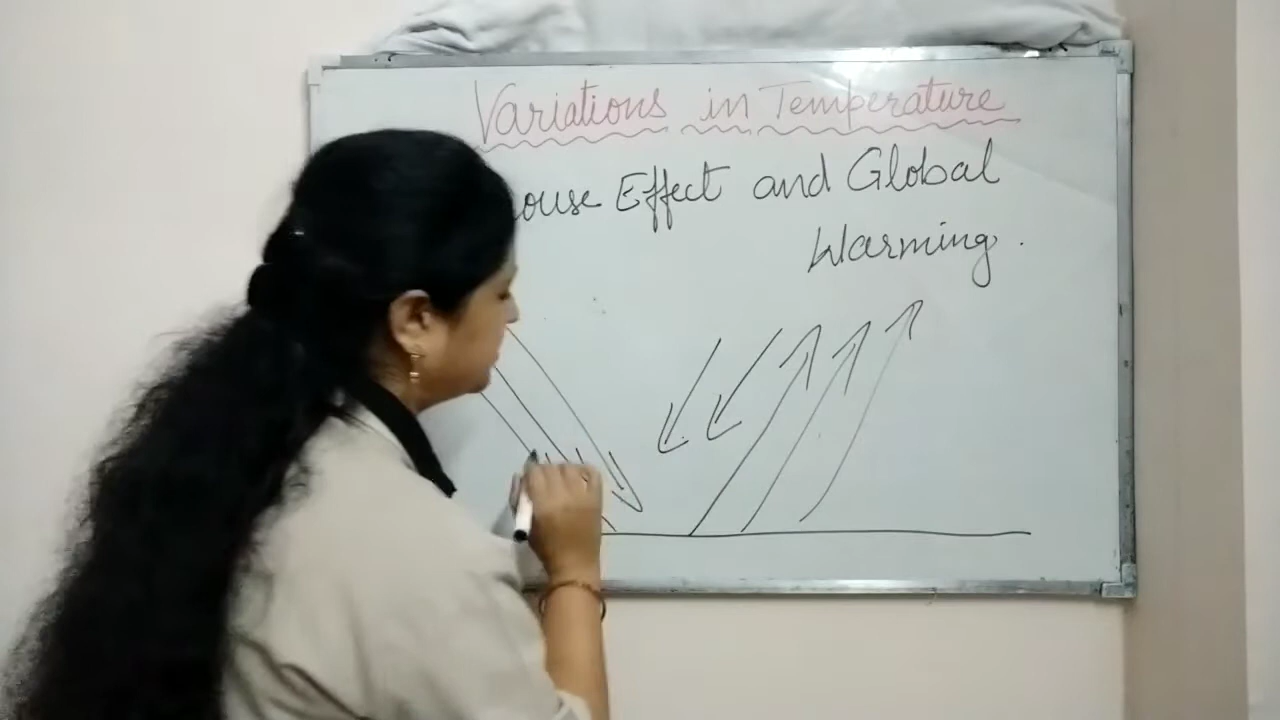 Variations in Temperature
ouse Effect and Global
Warming.